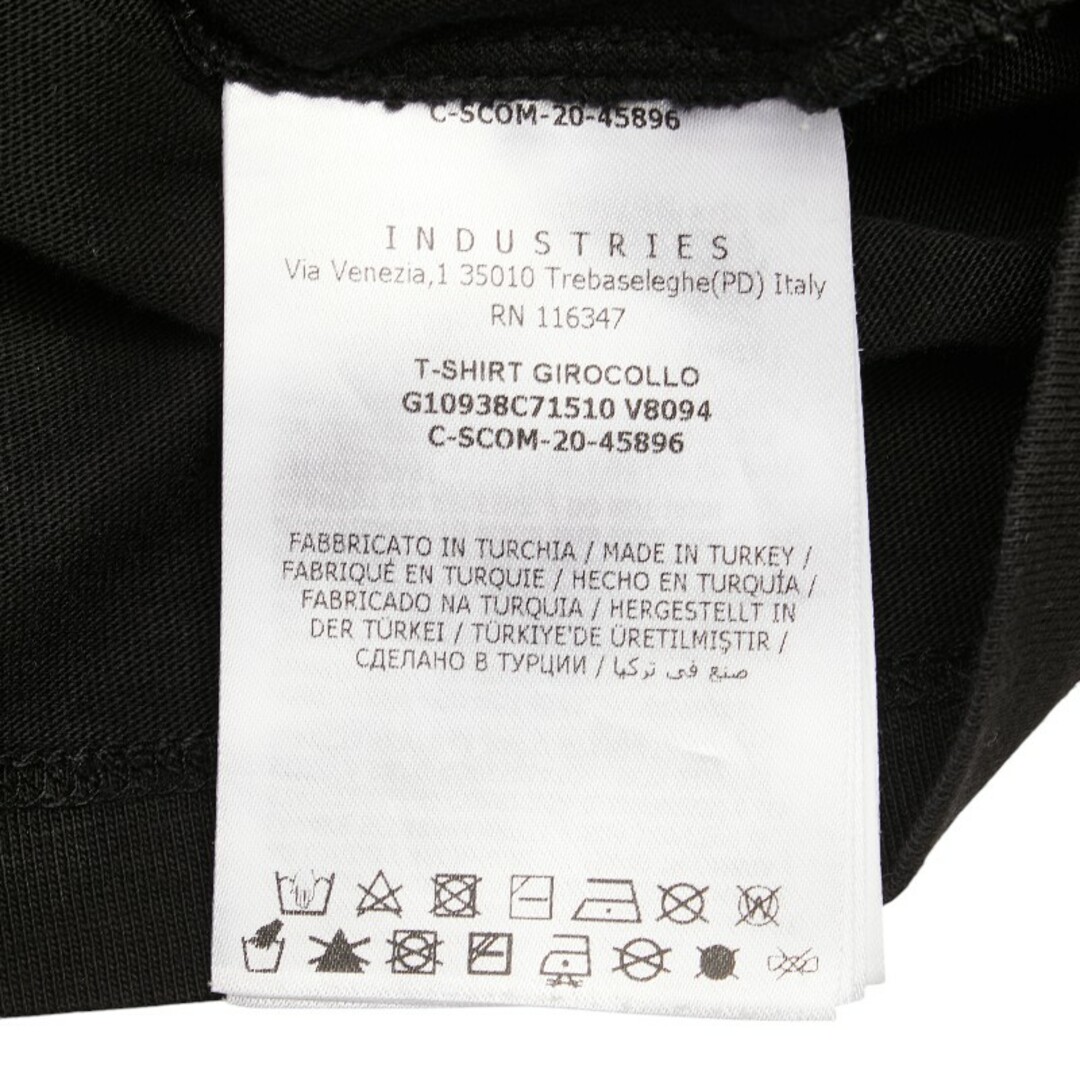 C-SCOM-20-45896
INDUSTRIES
Via Venezia,1 35010 Trebaseleghe(PD) Italy
RN 116347
T-SHIRT GIROCOLLO
G10938C71510 V8094
C-SCOM-20-45896
FABBRICATO IN TURCHIA / MADE IN TURKEY /
FABRIQUÉ EN TURQUIE / HECHO EN TURQUÍA /
FABRICADO NA TURQUIA / HERGESTELLT IN
DER TÜRKEI / TÜRKIYE'DE ÜRETILMIŞTIR /
СДЕЛАНО В ТУРЦИИ / صنع في تركيا
W